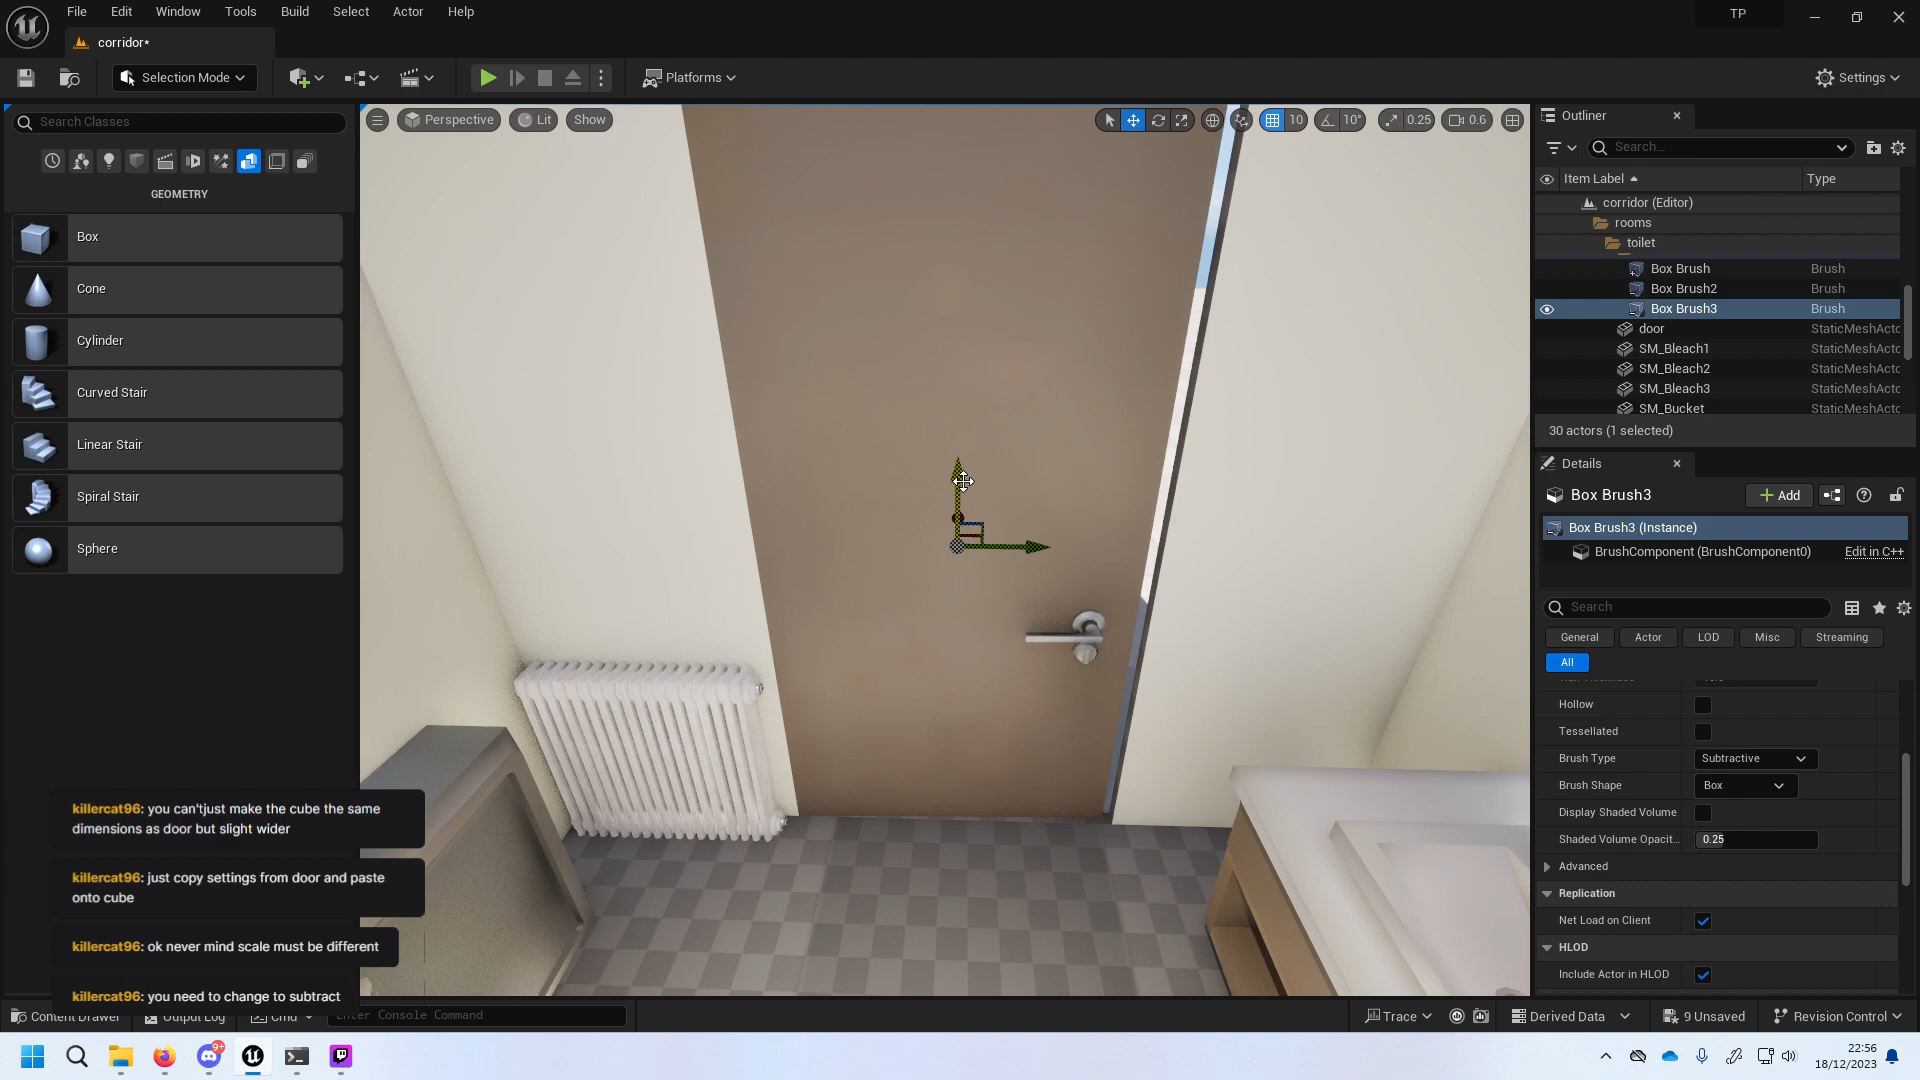 File Edit Window Tools Build Select Actor Help
TP
corridor*
Selection Mode
Platforms
Settings
Search Classes
GEOMETRY
Box
Cone
Cylinder
Curved Stair
Linear Stair
Spiral Stair
Sphere
Perspective Lit Show
10 10° 0.25 0.6
Outliner
Search...
Item Label Type
corridor (Editor)
rooms
toilet
Box Brush Brush
Box Brush2 Brush
Box Brush3 Brush
door StaticMeshActo
SM_Bleach1 StaticMeshActo
SM_Bleach2 StaticMeshActo
SM_Bleach3 StaticMeshActo
SM_Bucket StaticMeshActo
30 actors (1 selected)
Details
Box Brush3 Add
Box Brush3 (Instance)
BrushComponent (BrushComponent0) Edit in C++
Search
General Actor LOD Misc Streaming
All
Hollow
Tessellated
Brush Type Subtractive
Brush Shape Box
Display Shaded Volume
Shaded Volume Opacit... 0.25
Advanced
Replication
Net Load on Client
HLOD
Include Actor in HLOD
killercat96: you can'tjust make the cube the same
dimensions as door but slight wider
killercat96: just copy settings from door and paste
onto cube
killercat96: ok never mind scale must be different
killercat96: you need to change to subtract
Content Drawer Output Log Cmd Enter Console Command
Trace Derived Data 9 Unsaved Revision Control
9+
22:56
18/12/2023